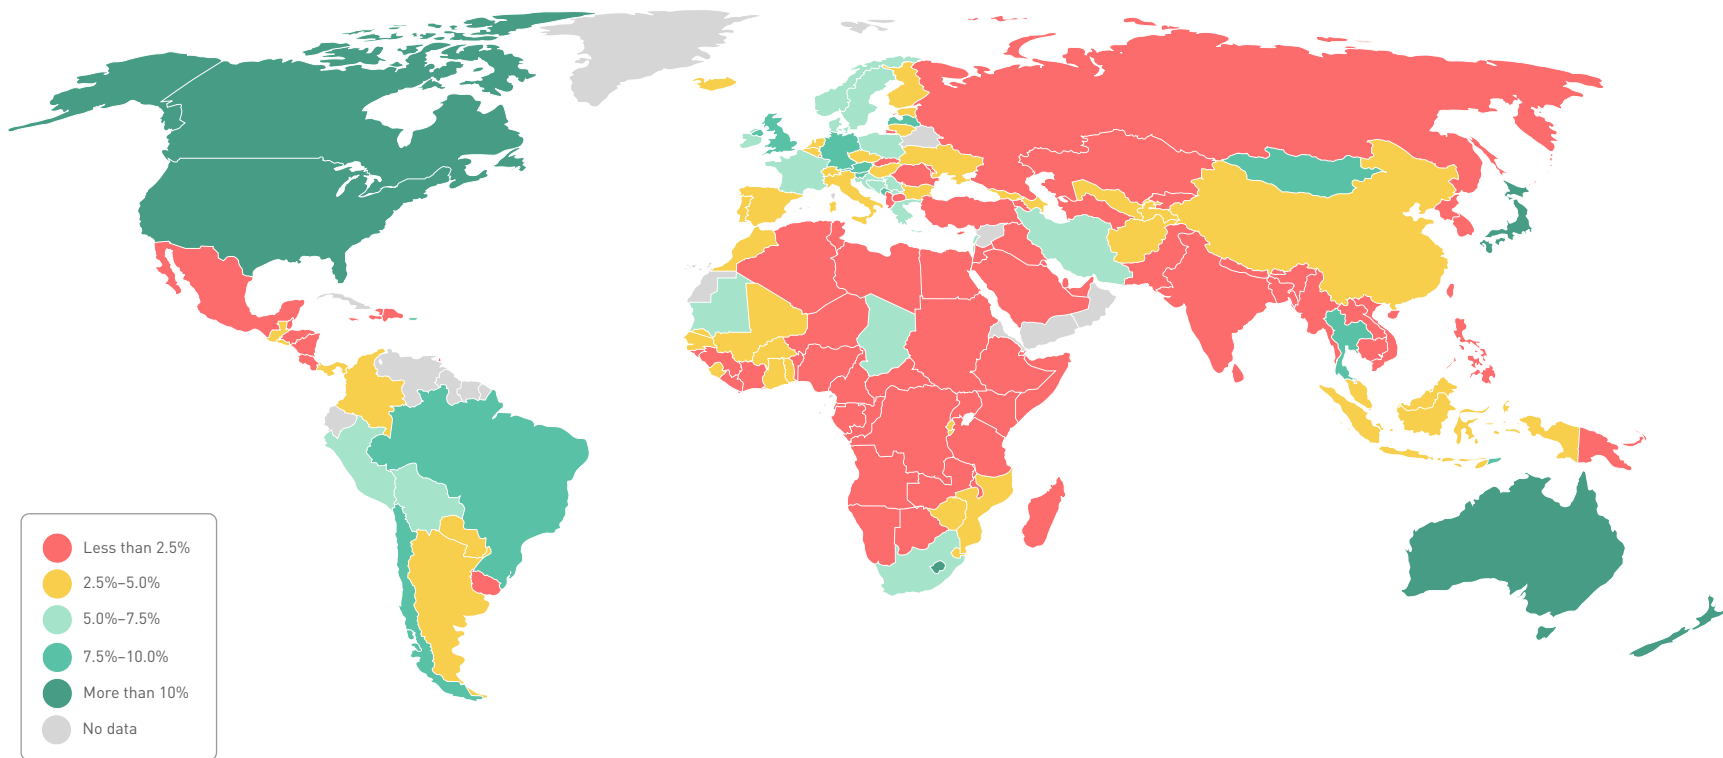 Less than 2.5%
2.5%–5.0%
5.0%–7.5%
7.5%–10.0%
More than 10%
No data